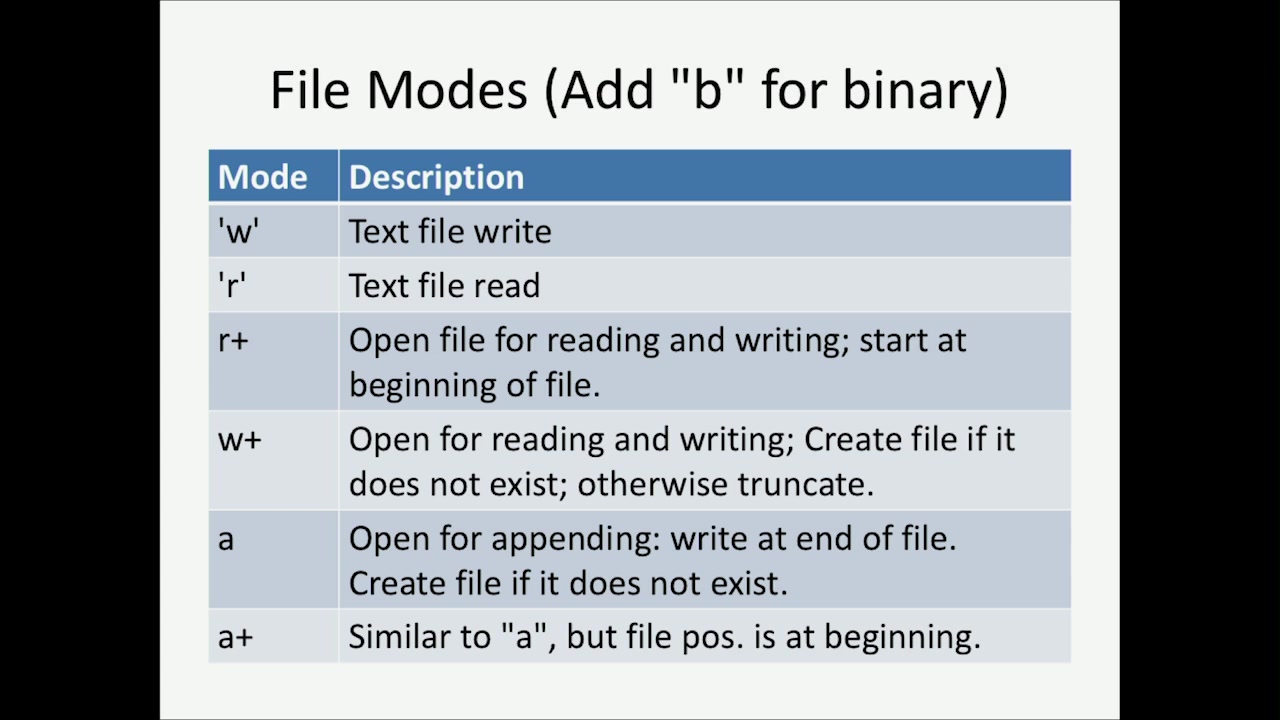 File Modes (Add "b" for binary)
Mode Description
'w' Text file write
'r' Text file read
r+ Open file for reading and writing; start at
beginning of file.
w+ Open for reading and writing; Create file if it
does not exist; otherwise truncate.
a Open for appending: write at end of file.
Create file if it does not exist.
a+ Similar to "a", but file pos. is at beginning.